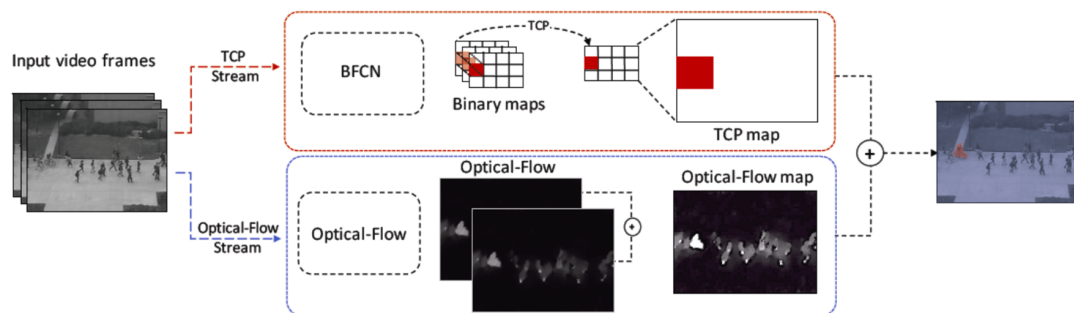 Input video frames
TCP
Stream
BFCN
TCP
Binary maps
TCP map
+
Optical-Flow
Stream
Optical-Flow
Optical-Flow
+
Optical-Flow map